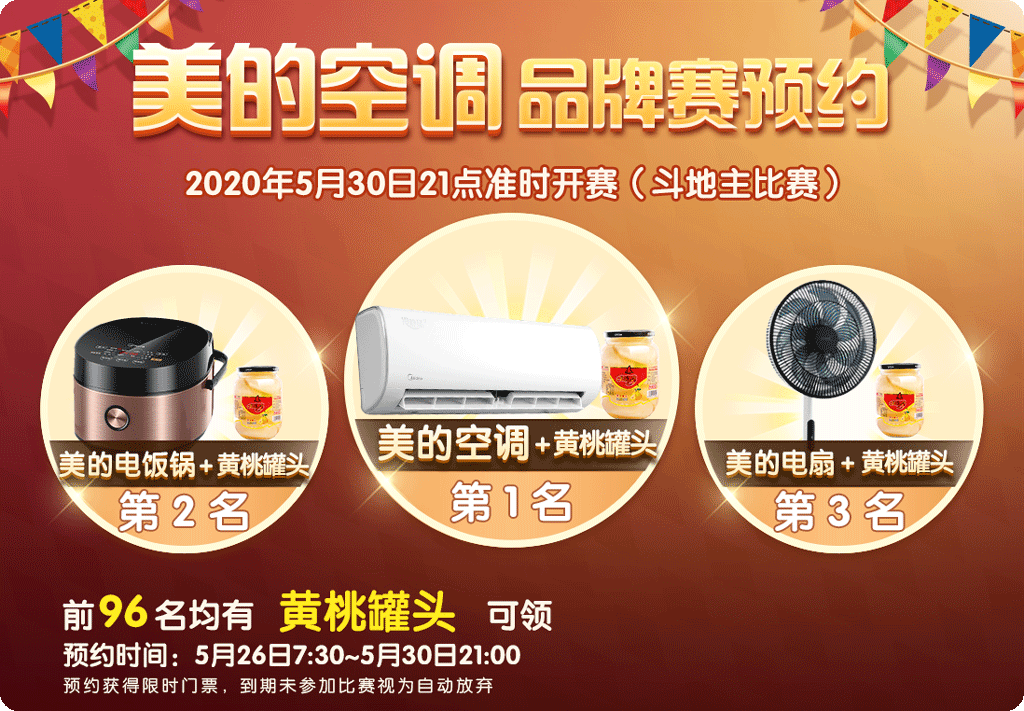 美的空调 品牌赛预约
2020年5月30日21点准时开赛（斗地主比赛）
Midea
美的电饭锅+黄桃罐头
第2名
美的空调+黄桃罐头
第1名
美的电扇+黄桃罐头
第3名
前96名均有 黄桃罐头 可领
预约时间：5月26日7:30~5月30日21:00
预约获得限时门票，到期未参加比赛视为自动放弃